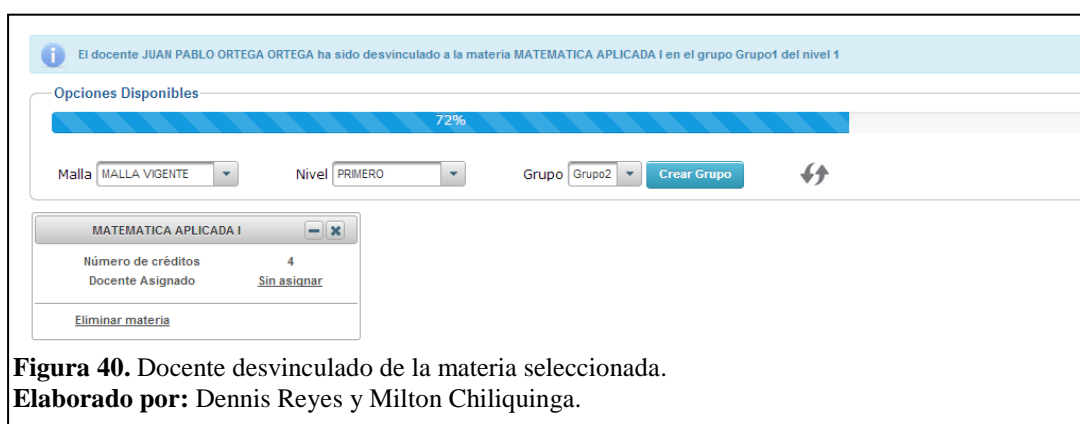 El docente JUAN PABLO ORTEGA ORTEGA ha sido desvinculado a la materia MATEMATICA APLICADA I en el grupo Grupo1 del nivel 1
Opciones Disponibles
72%
Malla MALLA VIGENTE Nivel PRIMERO Grupo Grupo2 Crear Grupo
MATEMATICA APLICADA I
Número de créditos 4
Docente Asignado Sin asignar
Eliminar materia
Figura 40. Docente desvinculado de la materia seleccionada.
Elaborado por: Dennis Reyes y Milton Chiliquinga.